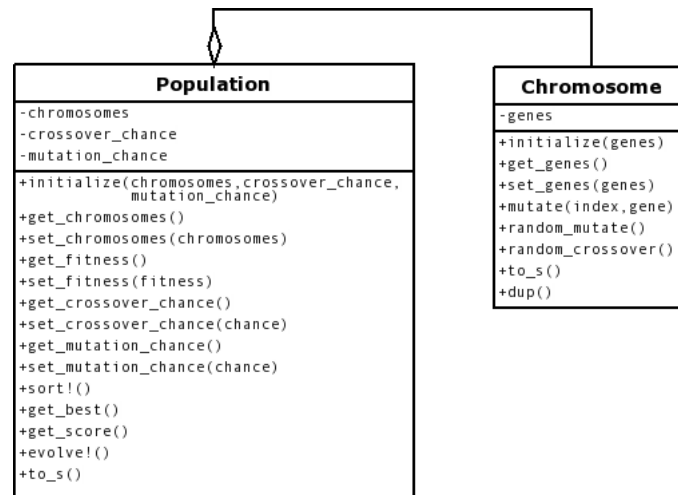 Population
-chromosomes
-crossover_chance
-mutation_chance
+initialize(chromosomes,crossover_chance,
mutation_chance)
+get_chromosomes()
+set_chromosomes(chromosomes)
+get_fitness()
+set_fitness(fitness)
+get_crossover_chance()
+set_crossover_chance(chance)
+get_mutation_chance()
+set_mutation_chance(chance)
+sort!()
+get_best()
+get_score()
+evolve!()
+to_s()
Chromosome
-genes
+initialize(genes)
+get_genes()
+set_genes(genes)
+mutate(index,gene)
+random_mutate()
+random_crossover()
+to_s()
+dup()